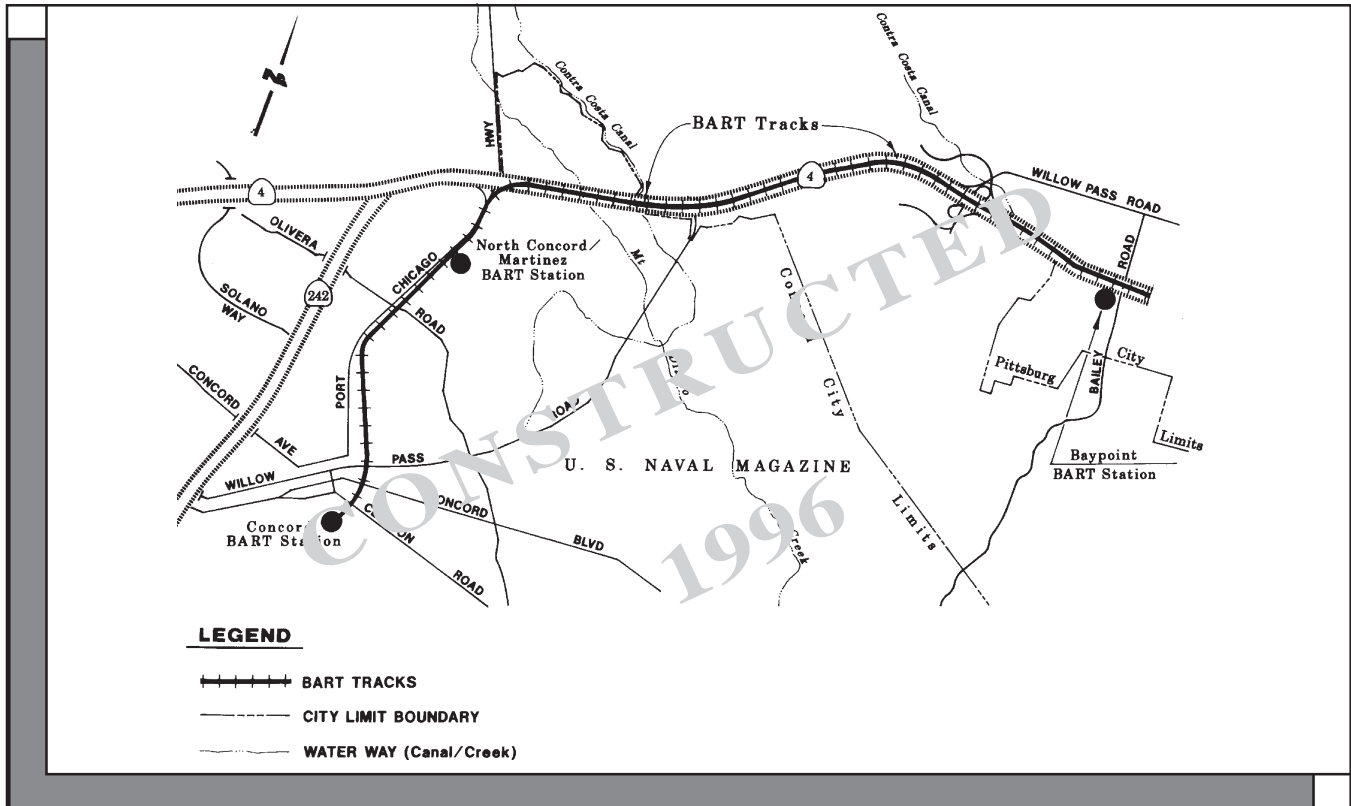 N
Contra Costa Canal
Contra
Costa
Canal
HWY
BART Tracks
4
4
WILLOW PASS ROAD
OLIVERA
ROAD
North Concord/
Martinez
BART Station
CHICAGO
PORT
242
SOLANO
WAY
ROAD
Mt
City
Limits
CONCORD
AVE
Pittsburg
City
Limits
BAILEY
ROAD
WILLOW
PASS
ROAD
U. S. NAVAL MAGAZINE
Baypoint
BART Station
BART Station
BLVD
ROAD
Creek
CONSTRUCTED
1996
LEGEND
BART TRACKS
CITY LIMIT BOUNDARY
WATER WAY (Canal/Creek)